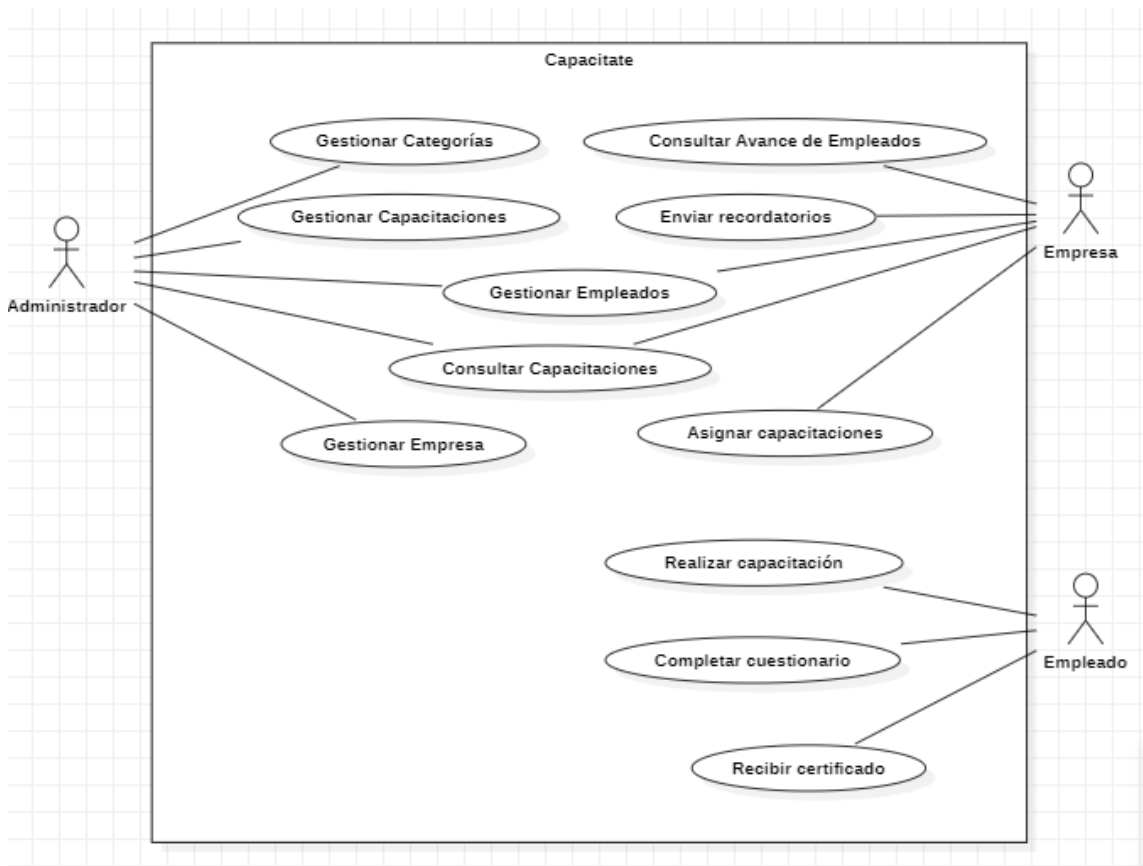 Capacitate
Gestionar Categorías
Consultar Avance de Empleados
Gestionar Capacitaciones
Enviar recordatorios
Empresa
Gestionar Empleados
Administrador
Consultar Capacitaciones
Asignar capacitaciones
Gestionar Empresa
Realizar capacitación
Completar cuestionario
Empleado
Recibir certificado